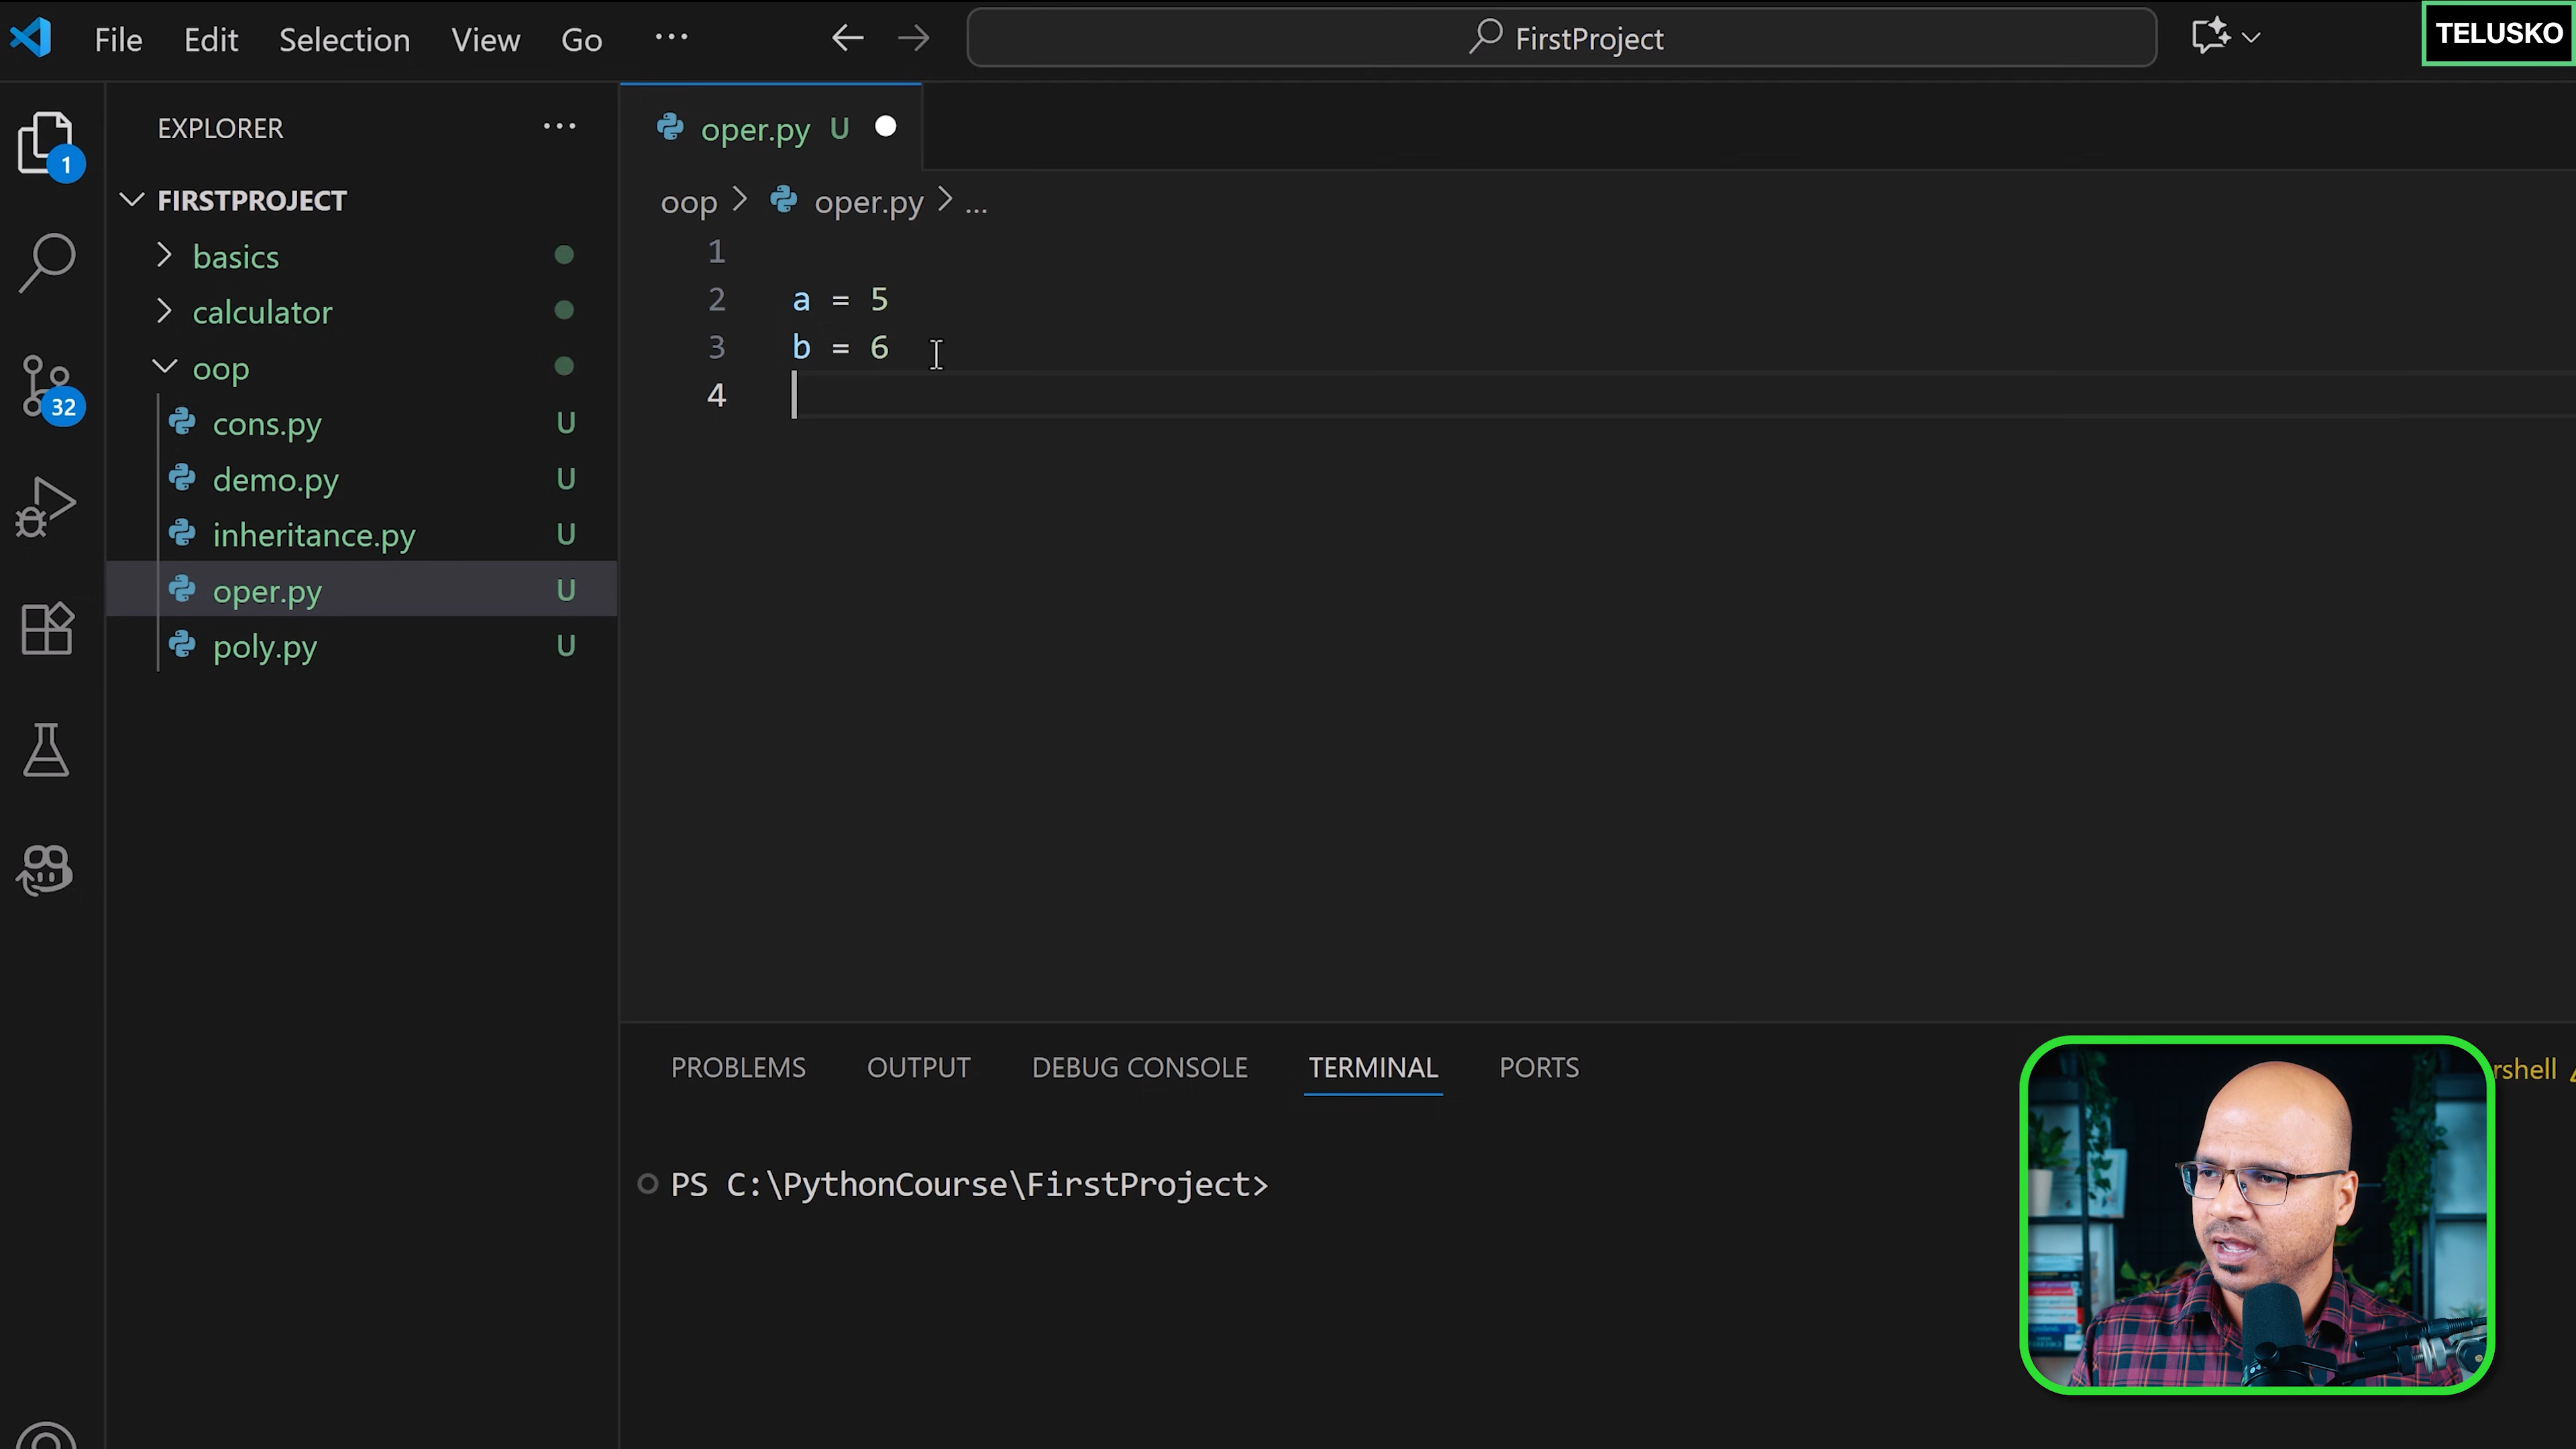 File Edit Selection View Go ...
FirstProject
TELUSKO
1
32
EXPLORER
FIRSTPROJECT
basics
calculator
oop
cons.py U
demo.py U
inheritance.py U
oper.py U
poly.py U
oper.py U
oop > oper.py > ...
1
2 a = 5
3 b = 6
4
PROBLEMS OUTPUT DEBUG CONSOLE TERMINAL PORTS
rshell
PS C:\PythonCourse\FirstProject>